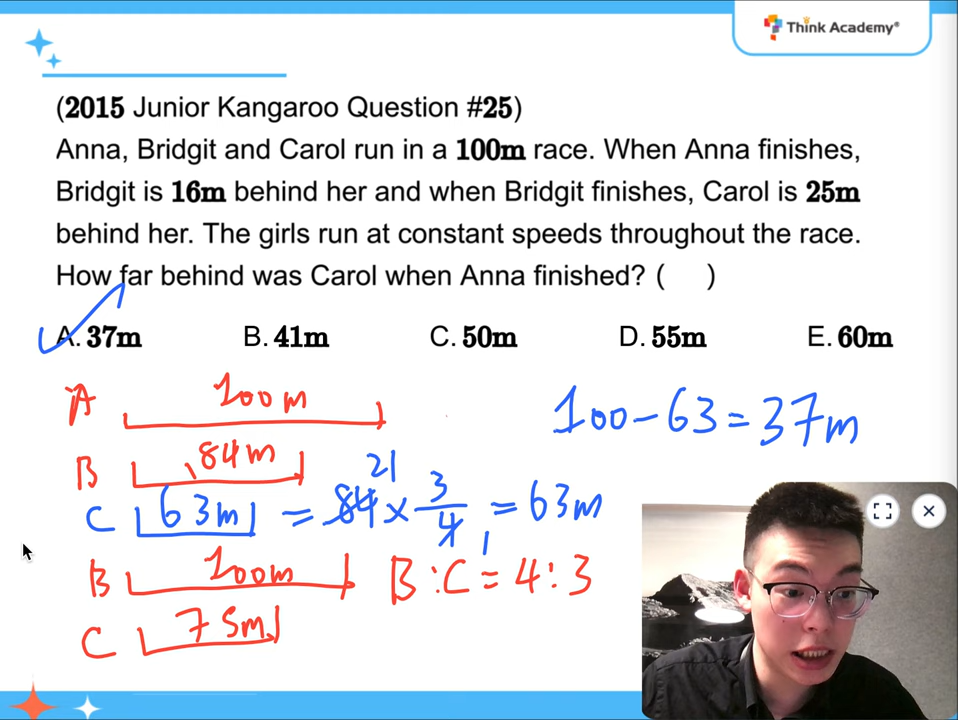 Think Academy®
(2015 Junior Kangaroo Question #25)
Anna, Bridgit and Carol run in a 100m race. When Anna finishes,
Bridgit is 16m behind her and when Bridgit finishes, Carol is 25m
behind her. The girls run at constant speeds throughout the race.
How far behind was Carol when Anna finished? ( )
A. 37m B. 41m C. 50m D. 55m E. 60m
A 100m
100-63=37m
B 84m
21
C 63m = 84 × 3/4 = 63m
1
B 100m B:C=4:3
C 75m